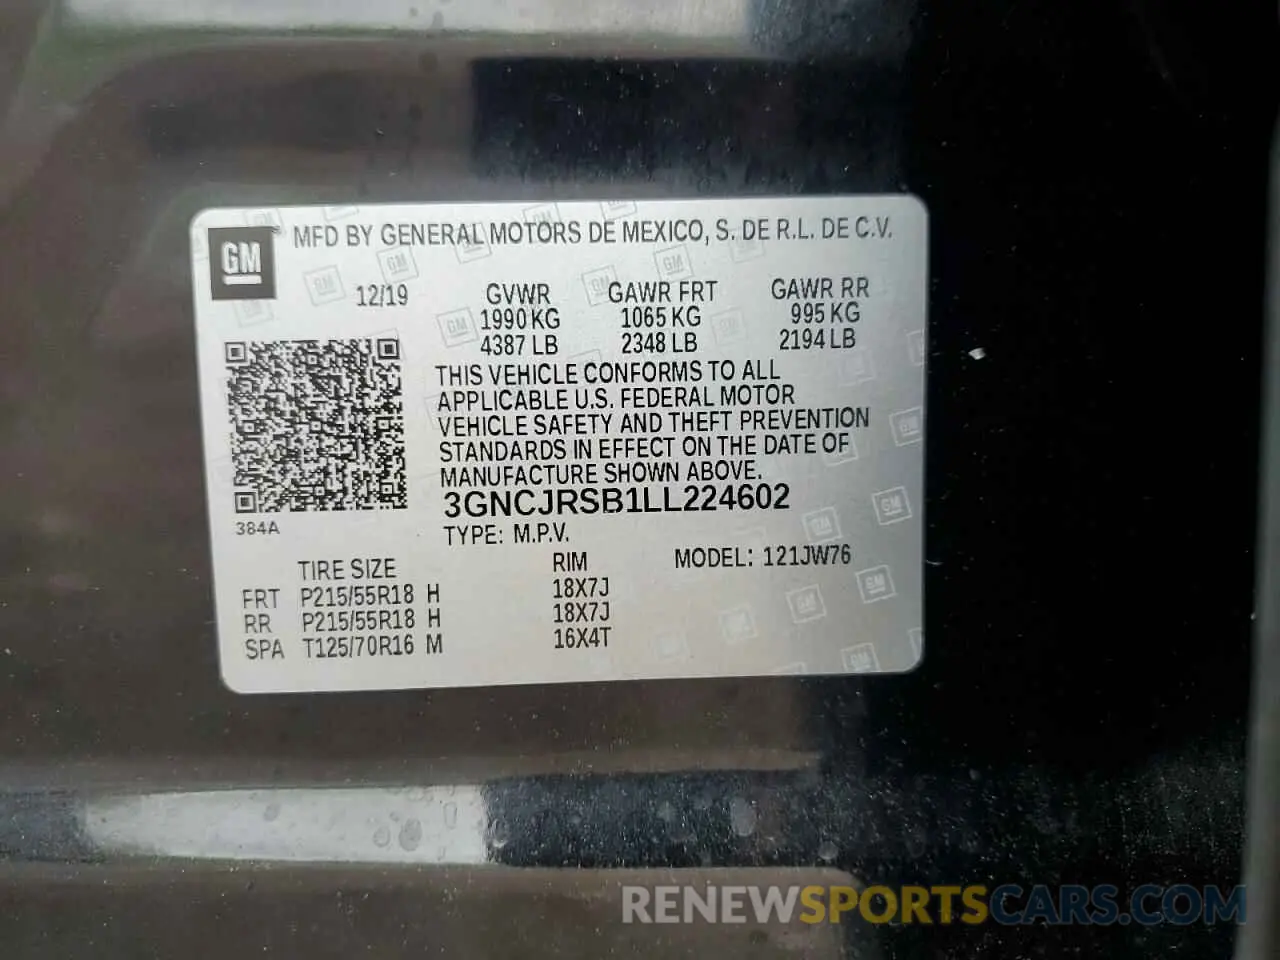 GM
MFD BY GENERAL MOTORS DE MEXICO, S. DE R.L. DE C.V.
12/19 GVWR GAWR FRT GAWR RR
1990 KG 1065 KG 995 KG
4387 LB 2348 LB 2194 LB
THIS VEHICLE CONFORMS TO ALL
APPLICABLE U.S. FEDERAL MOTOR
VEHICLE SAFETY AND THEFT PREVENTION
STANDARDS IN EFFECT ON THE DATE OF
MANUFACTURE SHOWN ABOVE.
3GNCJRSB1LL224602
384A
TYPE: M.P.V.
TIRE SIZE RIM MODEL: 121JW76
FRT P215/55R18 H 18X7J
RR P215/55R18 H 18X7J
SPA T125/70R16 M 16X4T
RENEWSPORTSCARS.COM